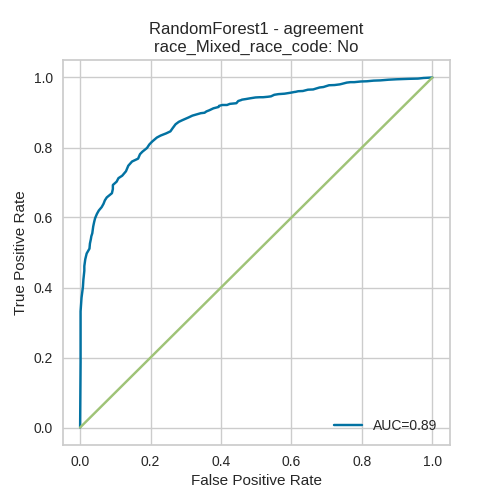 RandomForest1 - agreement
race_Mixed_race_code: No
True Positive Rate
1.0
0.8
0.6
0.4
0.2
0.0
AUC=0.89
0.0 0.2 0.4 0.6 0.8 1.0
False Positive Rate